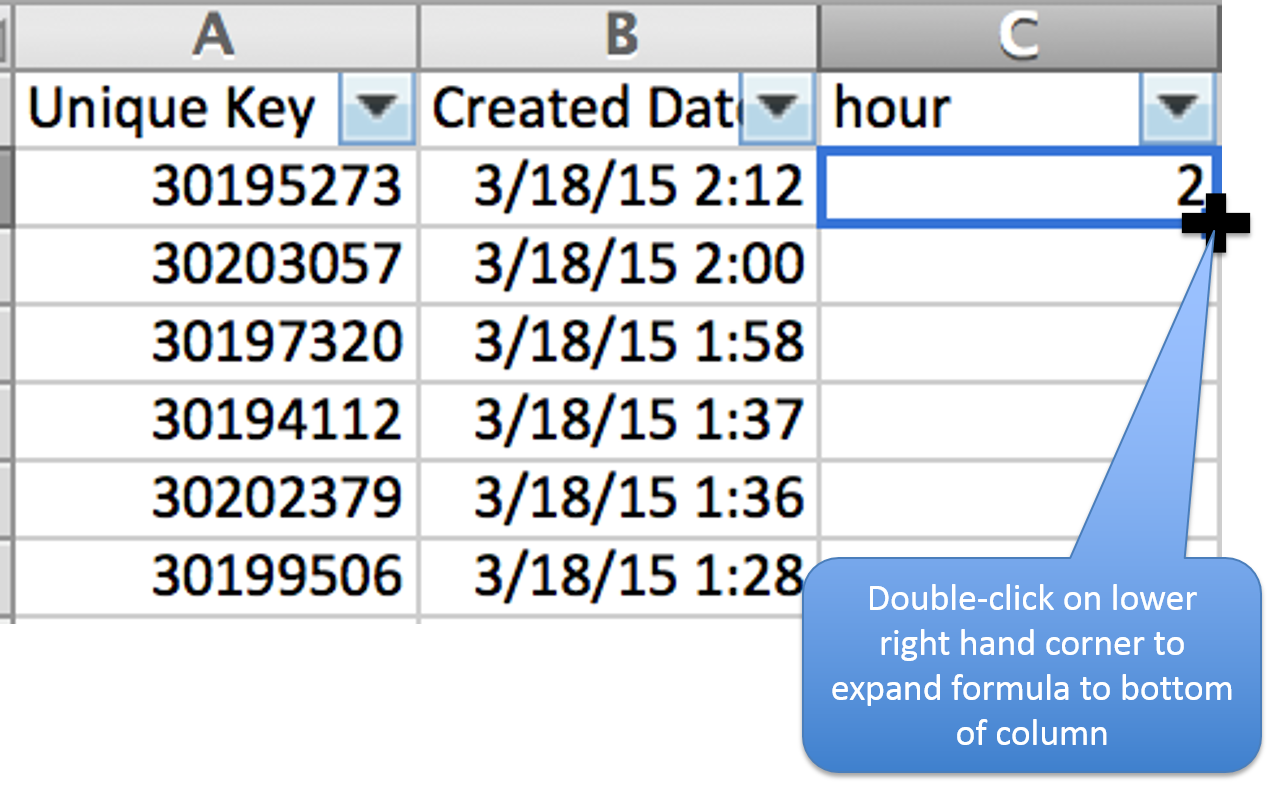 A B C
Unique Key Created Dat hour
30195273 3/18/15 2:12 2
30203057 3/18/15 2:00
30197320 3/18/15 1:58
30194112 3/18/15 1:37
30202379 3/18/15 1:36
30199506 3/18/15 1:28
Double-click on lower
right hand corner to
expand formula to bottom
of column